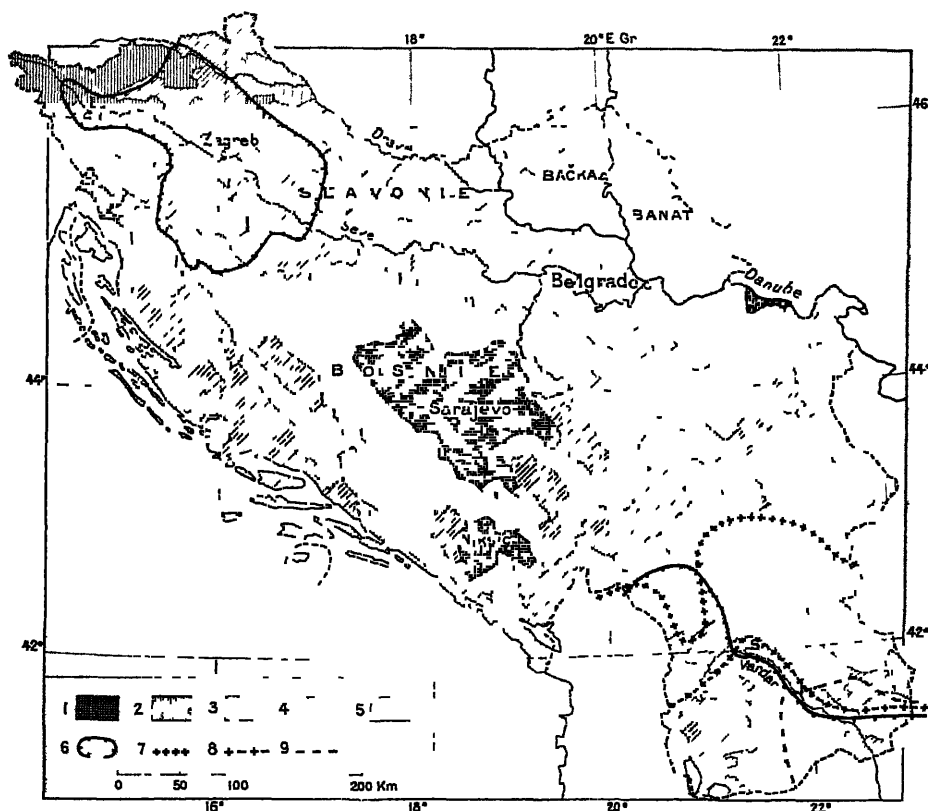 18° 20°E Gr 22°
46°
Zagreb
Drava
BAČKA
SLAVONIE
BANAT
Save
Belgrade
Danube
44° BOSNIE 44°
Sarajevo
42° 42°
S
Vardar
1 2 3 4 5
6 7 8 9
0 50 100 200 Km
16° 18° 20° 22°